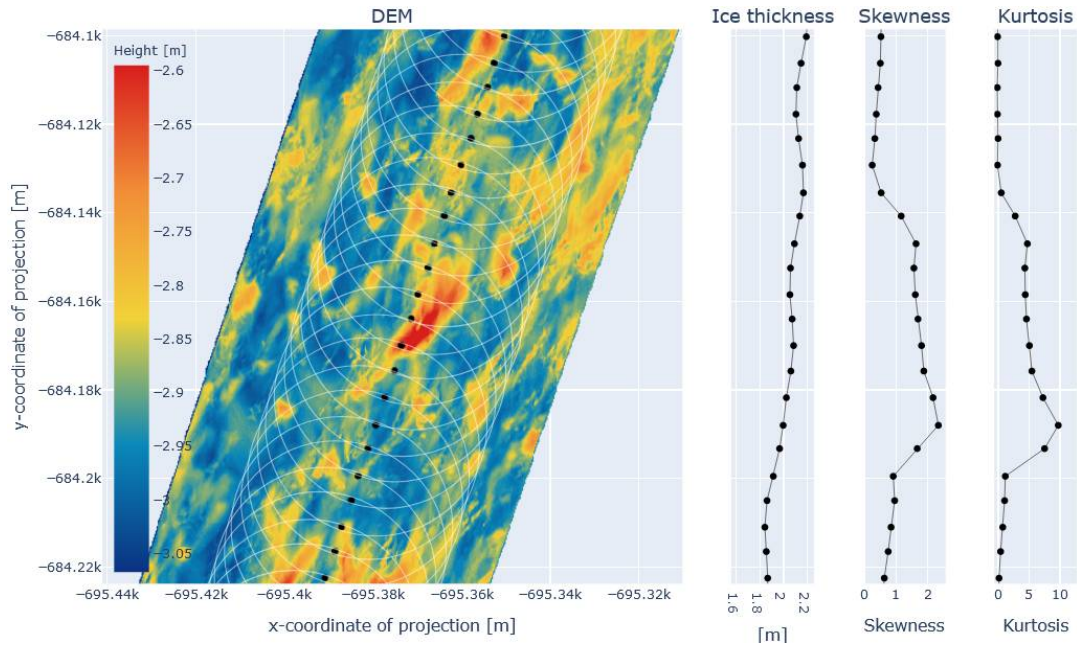 DEM
Ice thickness
Skewness
Kurtosis
Height [m]
−2.6
−2.65
−2.7
−2.75
−2.8
−2.85
−2.9
−2.95
−3
−3.05
y-coordinate of projection [m]
−684.1k
−684.12k
−684.14k
−684.16k
−684.18k
−684.2k
−684.22k
−695.44k
−695.42k
−695.4k
−695.38k
−695.36k
−695.34k
−695.32k
x-coordinate of projection [m]
1.6
1.8
2
2.2
[m]
0
1
2
Skewness
0
5
10
Kurtosis